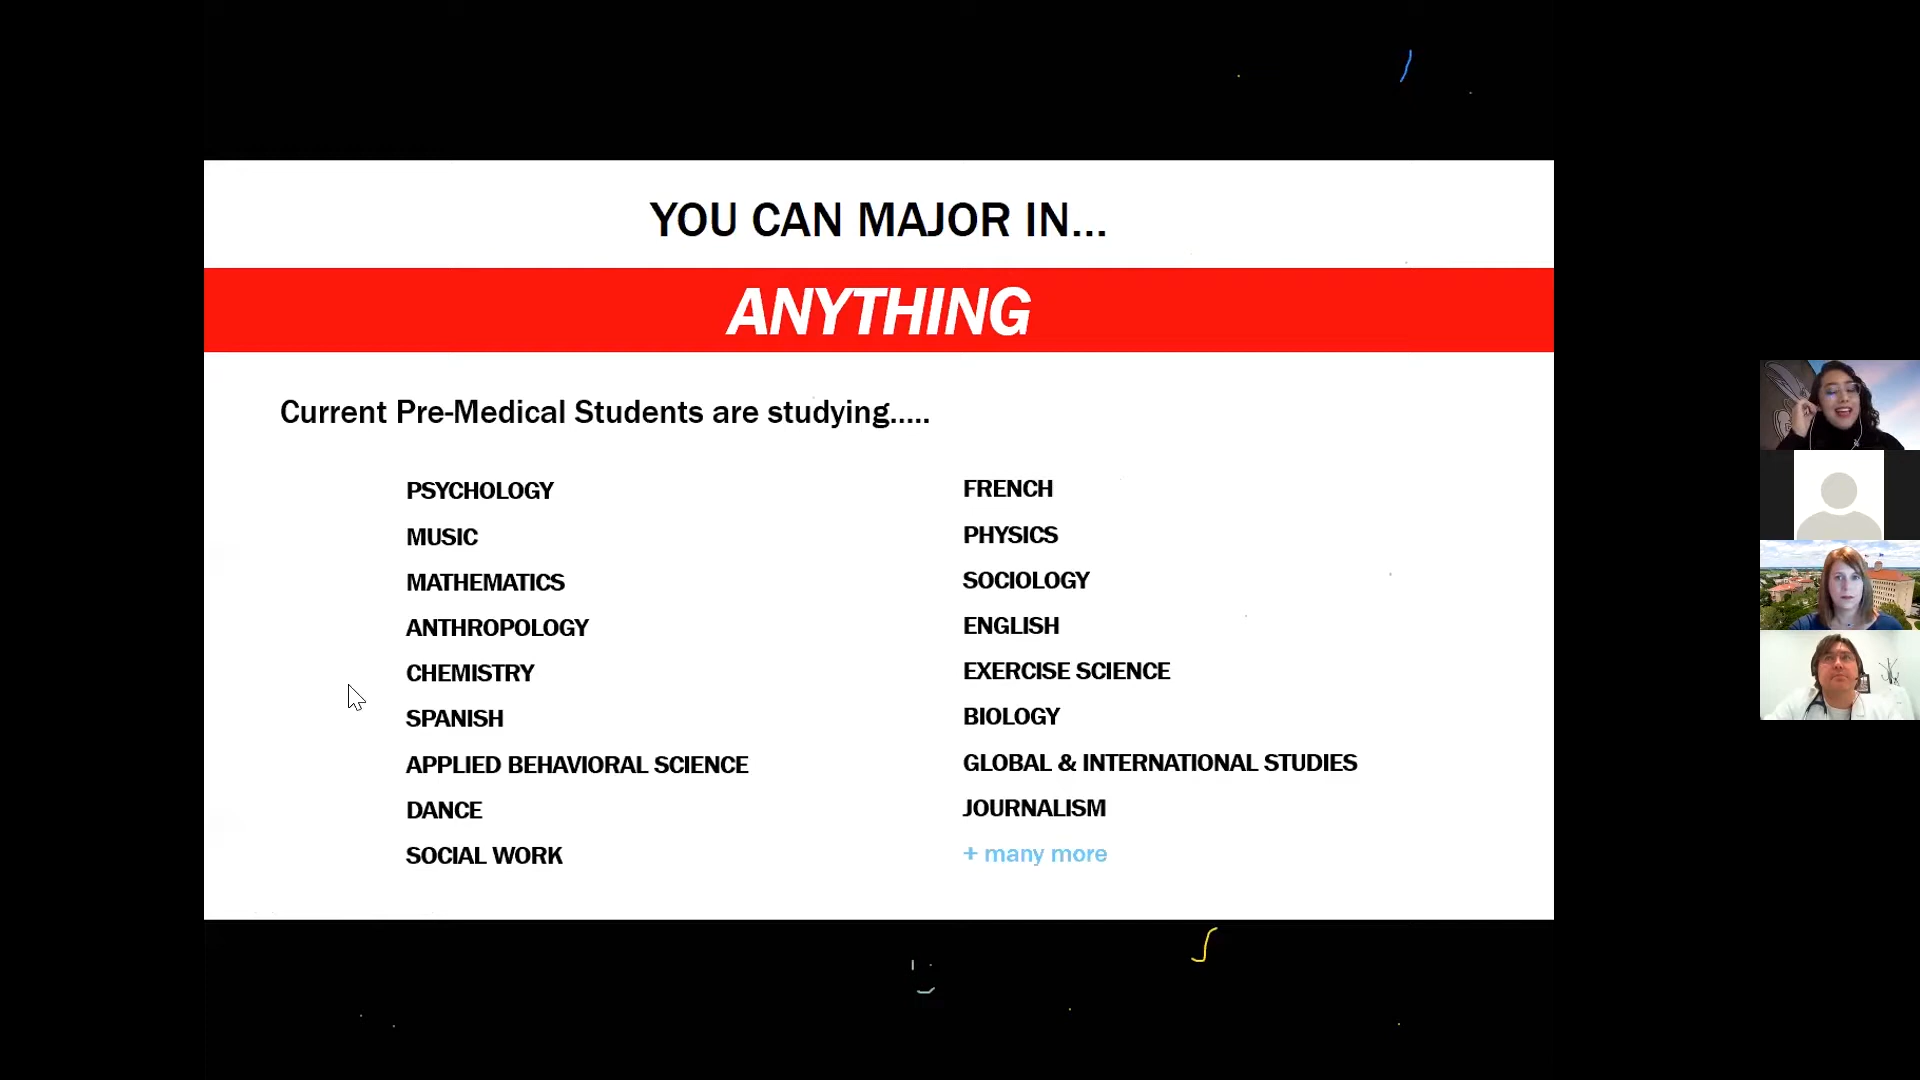 YOU CAN MAJOR IN...
ANYTHING
Current Pre-Medical Students are studying.....
PSYCHOLOGY
MUSIC
MATHEMATICS
ANTHROPOLOGY
CHEMISTRY
SPANISH
APPLIED BEHAVIORAL SCIENCE
DANCE
SOCIAL WORK
FRENCH
PHYSICS
SOCIOLOGY
ENGLISH
EXERCISE SCIENCE
BIOLOGY
GLOBAL & INTERNATIONAL STUDIES
JOURNALISM
+ many more